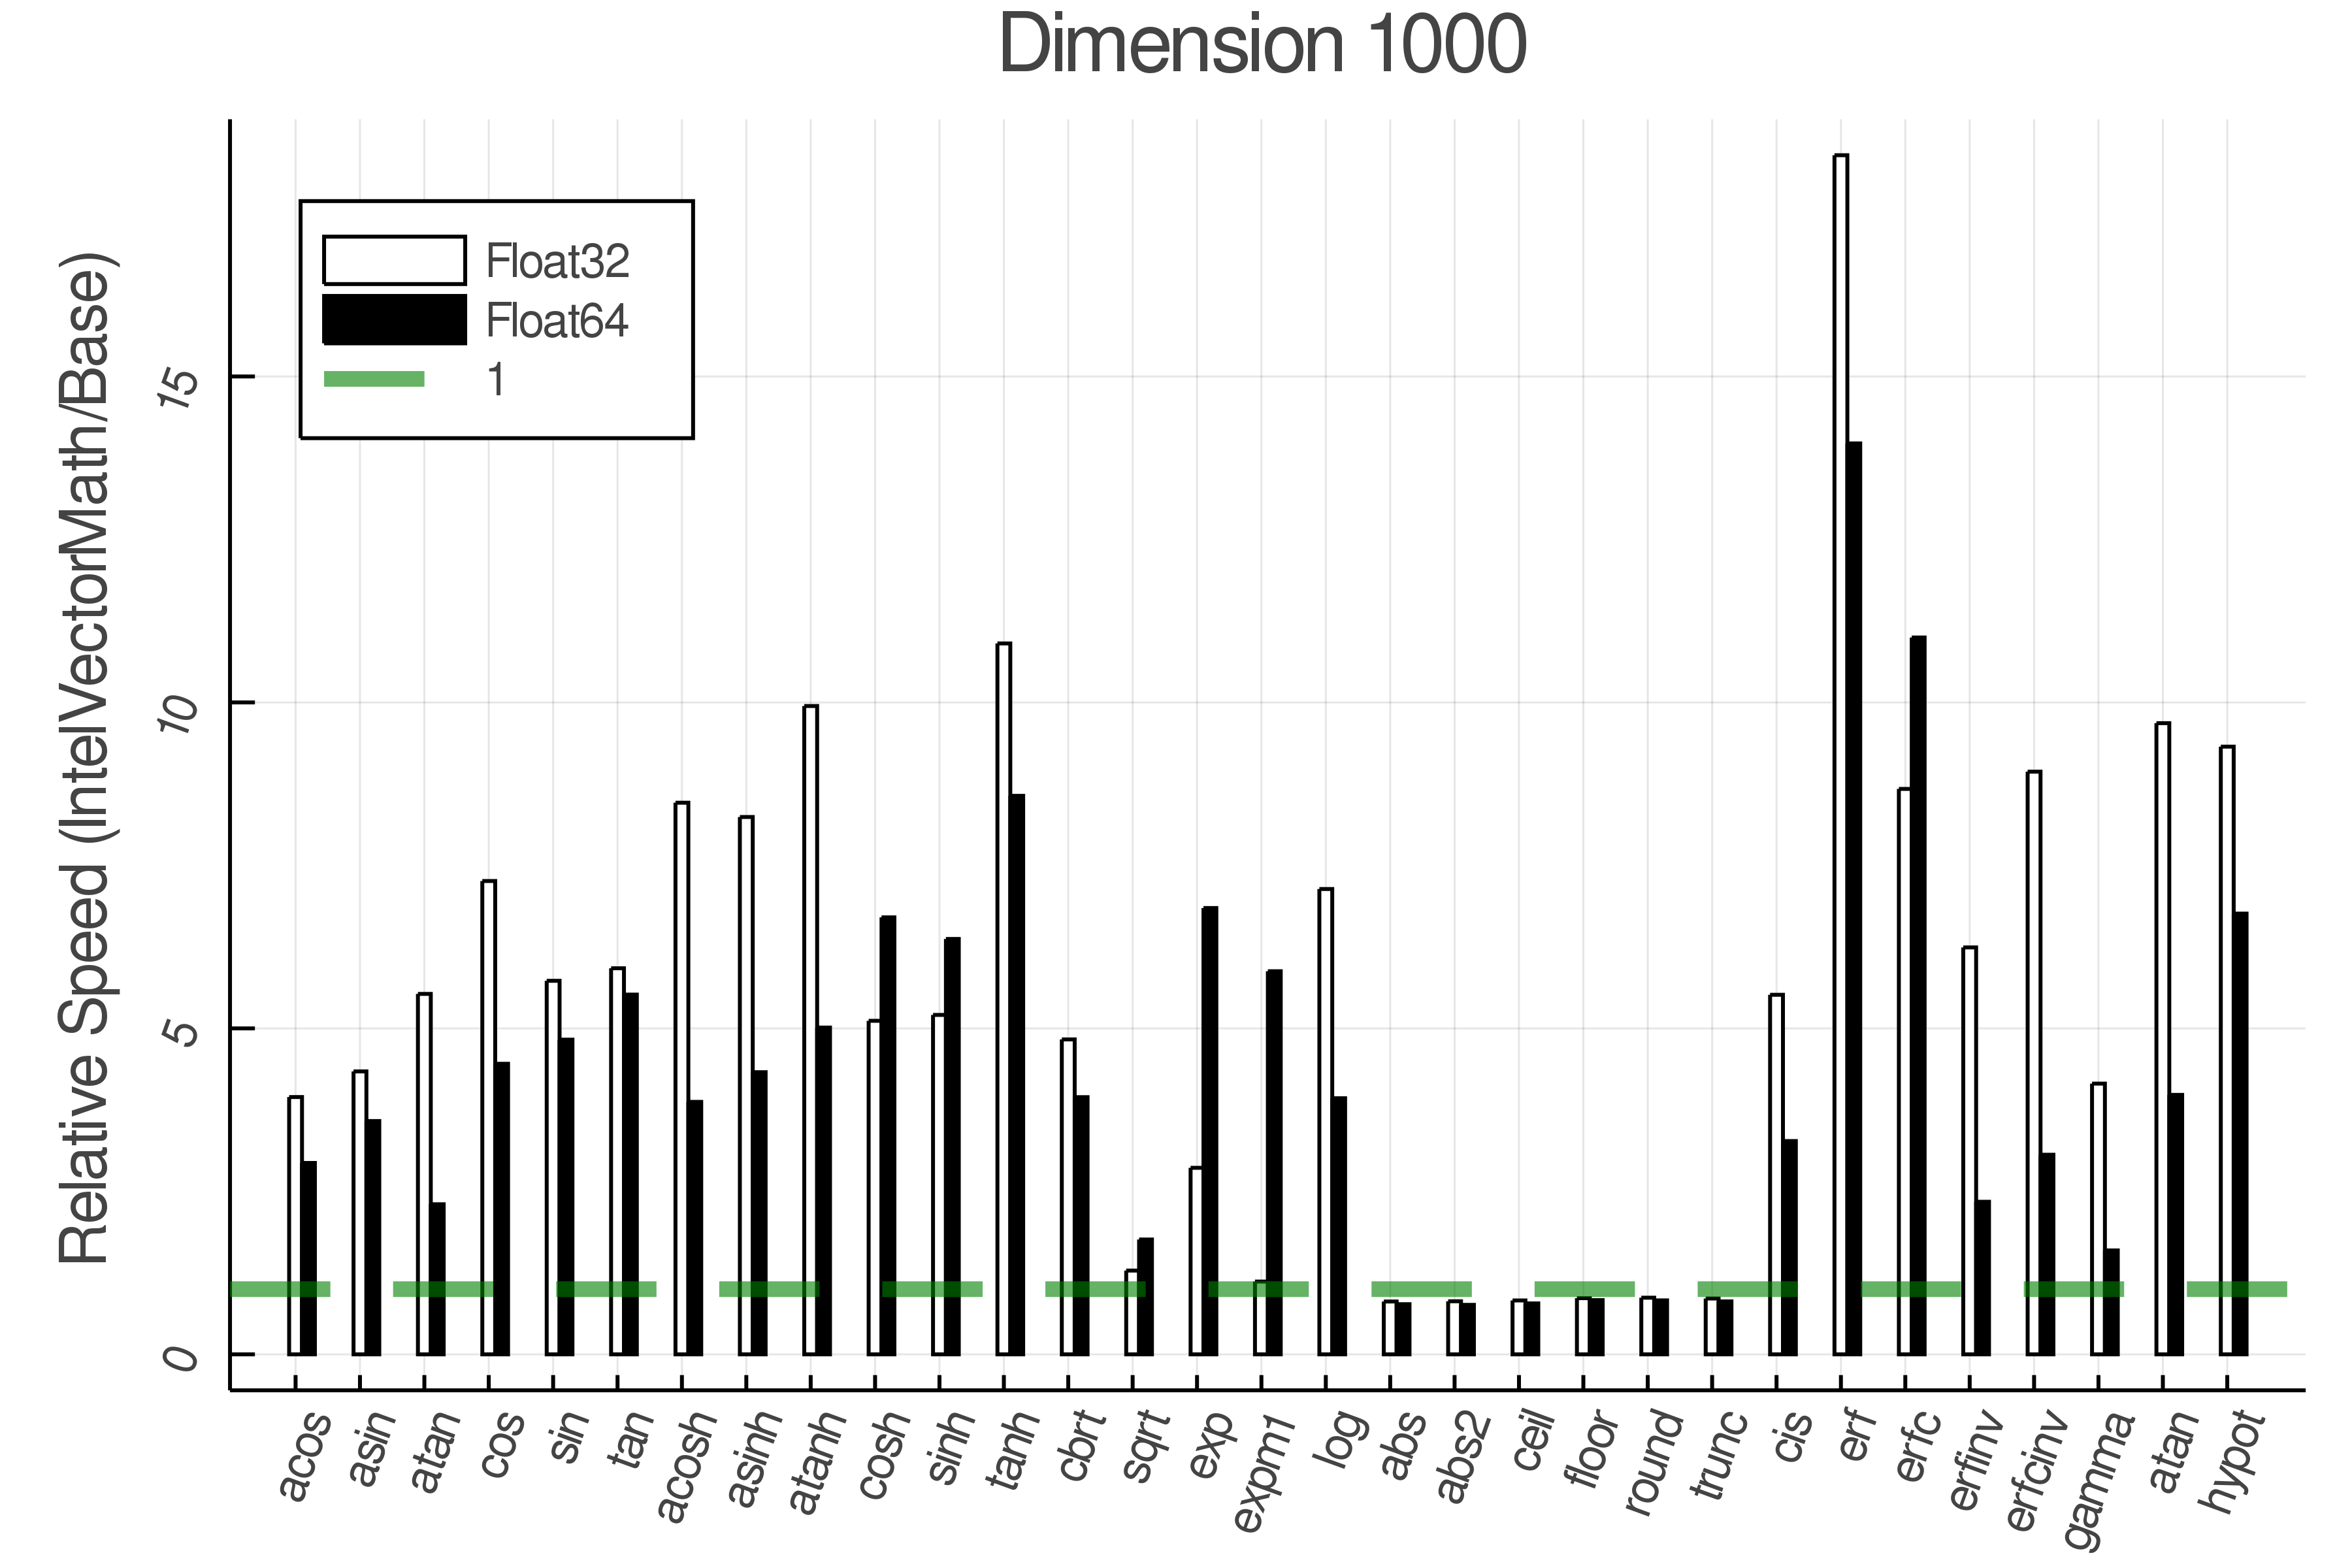 Dimension 1000
Relative Speed (IntelVectorMath/Base)
15
10
5
0
Float32
Float64
1
acos
asin
atan
cos
sin
tan
acosh
asinh
atanh
cosh
sinh
tanh
cbrt
sqrt
exp
expm1
log
abs
abs2
ceil
floor
round
trunc
cis
erf
erfc
erfinv
erfcinv
gamma
atan
hypot